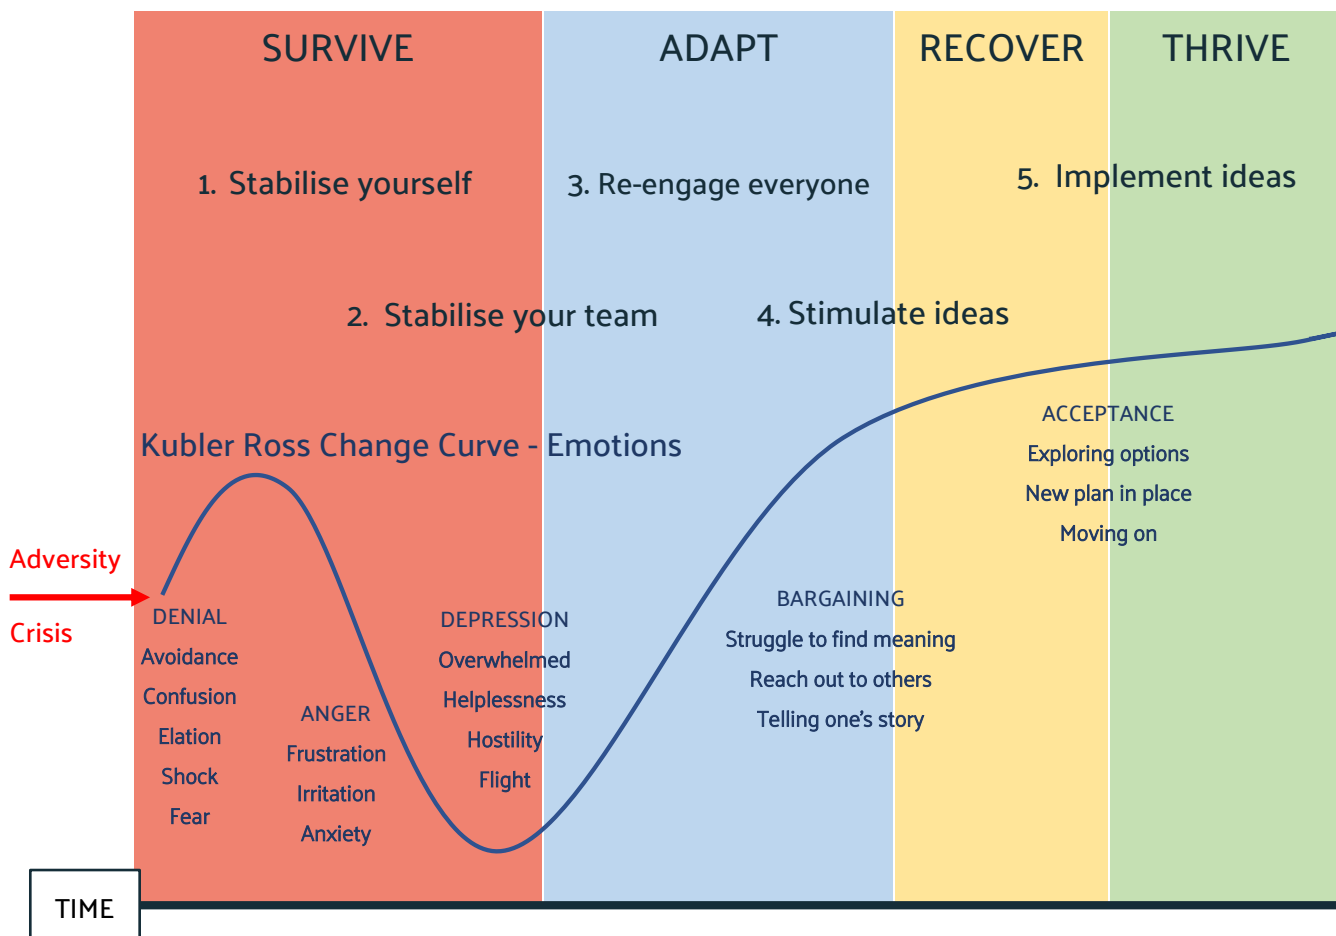 SURVIVE
ADAPT
RECOVER
THRIVE
1. Stabilise yourself
3. Re-engage everyone
5. Implement ideas
2. Stabilise your team
4. Stimulate ideas
Kubler Ross Change Curve - Emotions
Adversity
Crisis
DENIAL
Avoidance
Confusion
Elation
Shock
Fear
ANGER
Frustration
Irritation
Anxiety
DEPRESSION
Overwhelmed
Helplessness
Hostility
Flight
BARGAINING
Struggle to find meaning
Reach out to others
Telling one's story
ACCEPTANCE
Exploring options
New plan in place
Moving on
TIME